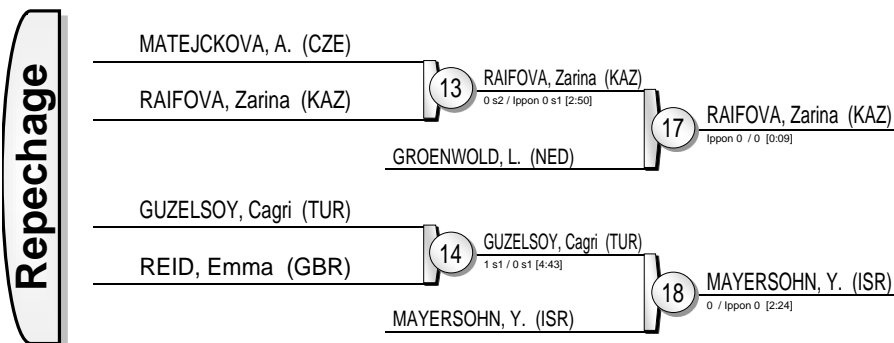 Repechage
MATEJCKOVA, A. (CZE)
RAIFOVA, Zarina (KAZ)
13
RAIFOVA, Zarina (KAZ)
0 s2 / Ippon 0 s1 [2:50]
GROENWOLD, L. (NED)
17
RAIFOVA, Zarina (KAZ)
Ippon 0 / 0 [0:09]
GUZELSOY, Cagri (TUR)
REID, Emma (GBR)
14
GUZELSOY, Cagri (TUR)
1 s1 / 0 s1 [4:43]
MAYERSOHN, Y. (ISR)
18
MAYERSOHN, Y. (ISR)
0 / Ippon 0 [2:24]